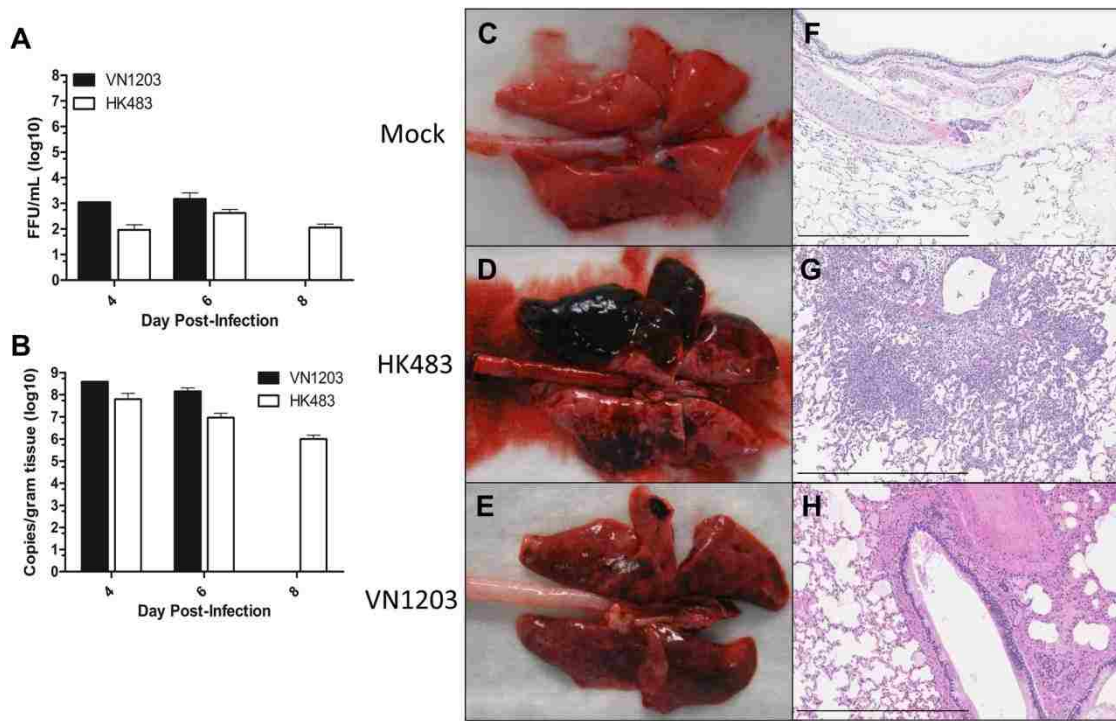 A
VN1203
HK483
8
7
6
5
4
3
2
1
0
FFU/mL (log10)
4
6
8
Day Post-Infection
B
VN1203
HK483
9
8
7
6
5
4
3
2
1
0
Copies/gram tissue (log10)
4
6
8
Day Post-Infection
Mock
HK483
VN1203
C
F
D
G
E
H